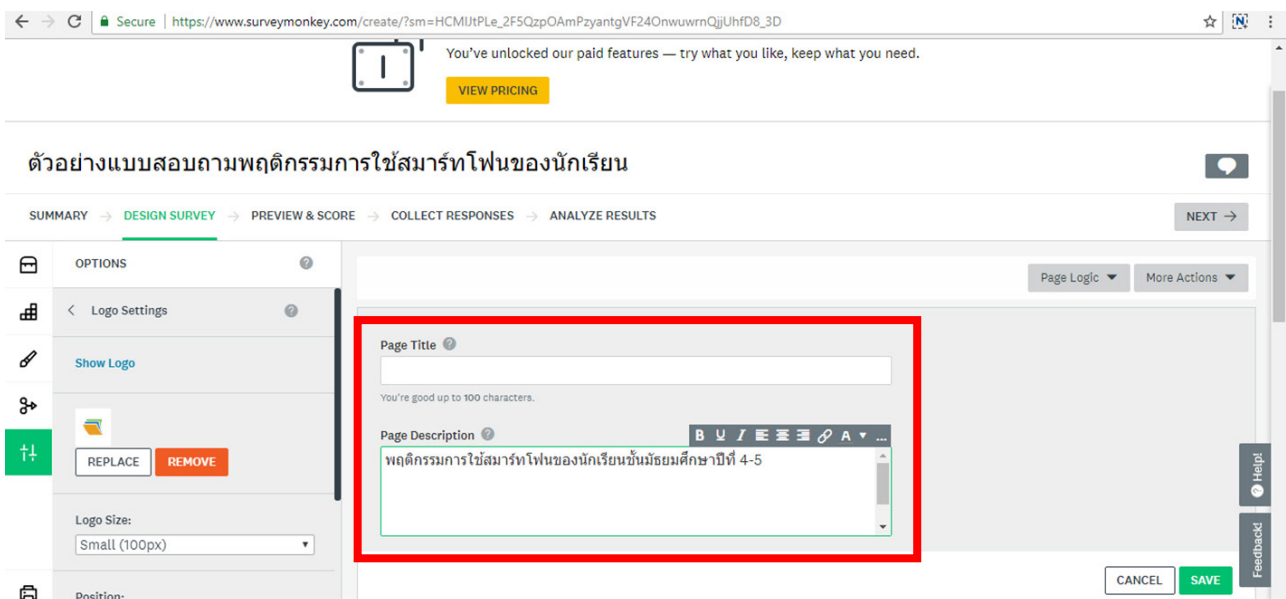 Secure | https://www.surveymonkey.com/create/?sm=HCMIJtPLe_2F5QzpOAmPzyantgVF24OnwuwrnQjjUhfD8_3D
N
You've unlocked our paid features — try what you like, keep what you need.
VIEW PRICING
ตัวอย่างแบบสอบถามพฤติกรรมการใช้สมาร์ทโฟนของนักเรียน
SUMMARY → DESIGN SURVEY → PREVIEW & SCORE → COLLECT RESPONSES → ANALYZE RESULTS
NEXT →
OPTIONS
Page Logic
More Actions
Logo Settings
Show Logo
REPLACE
REMOVE
Logo Size:
Small (100px)
Position:
Page Title
You're good up to 100 characters.
Page Description
B U I A ...
พฤติกรรมการใช้สมาร์ทโฟนของนักเรียนชั้นมัธยมศึกษาปีที่ 4-5
Help!
Feedback!
CANCEL
SAVE